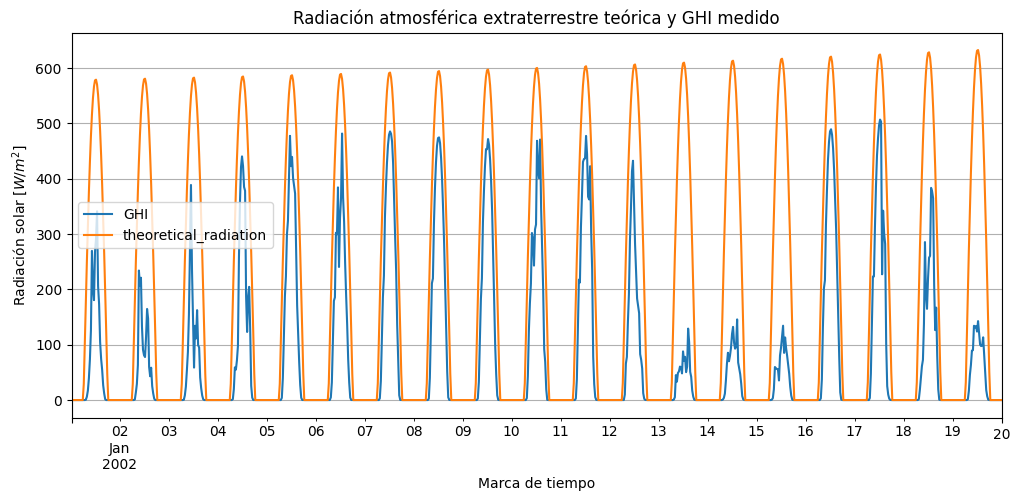 Radiación atmosférica extraterrestre teórica y GHI medido
Radiación solar [W/m²]
600
500
400
300
200
100
0
GHI
theoretical_radiation
02 03 04 05 06 07 08 09 10 11 12 13 14 15 16 17 18 19 20
Jan
2002
Marca de tiempo